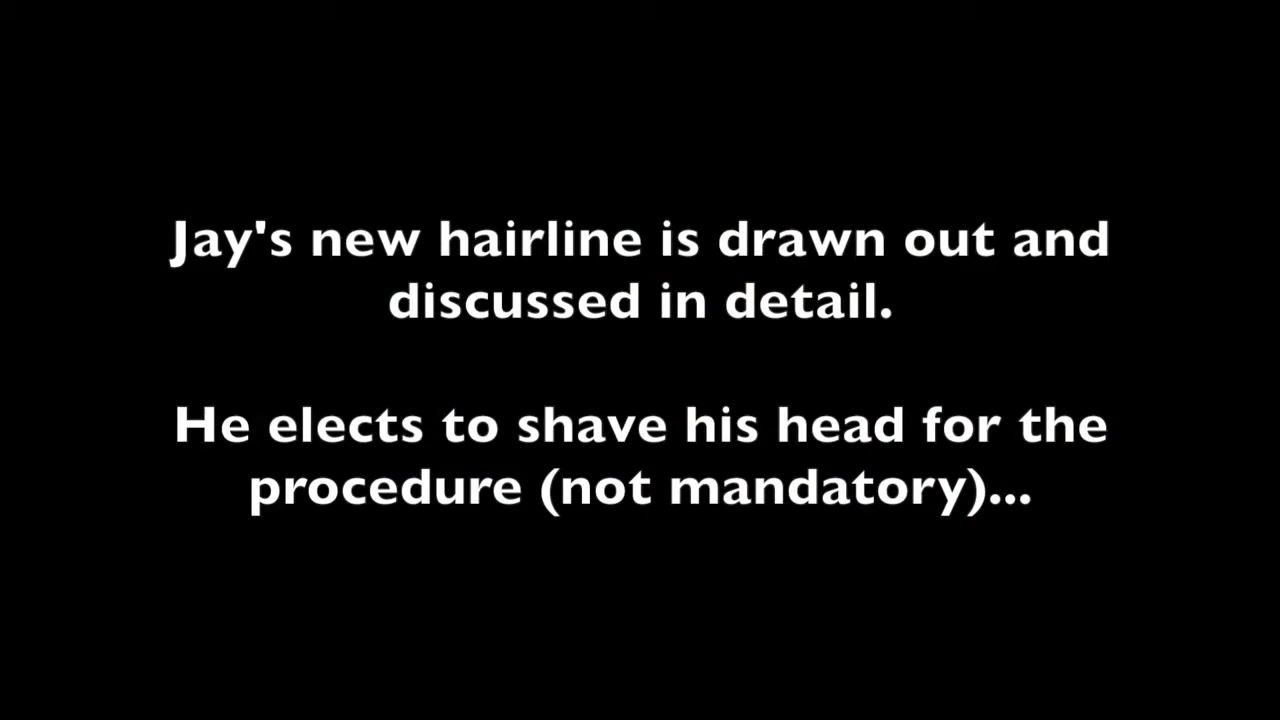 Jay's new hairline is drawn out and
discussed in detail.
He elects to shave his head for the
procedure (not mandatory)...